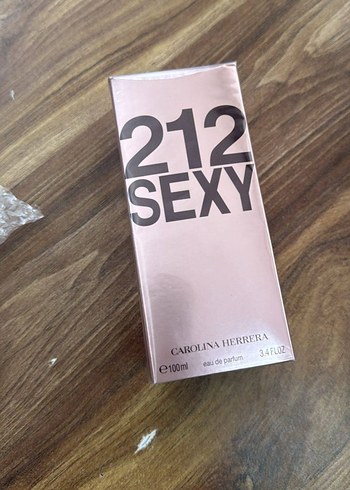 212
SEXY
CAROLINA HERRERA
℮100ml eau de parfum 3.4 FL OZ